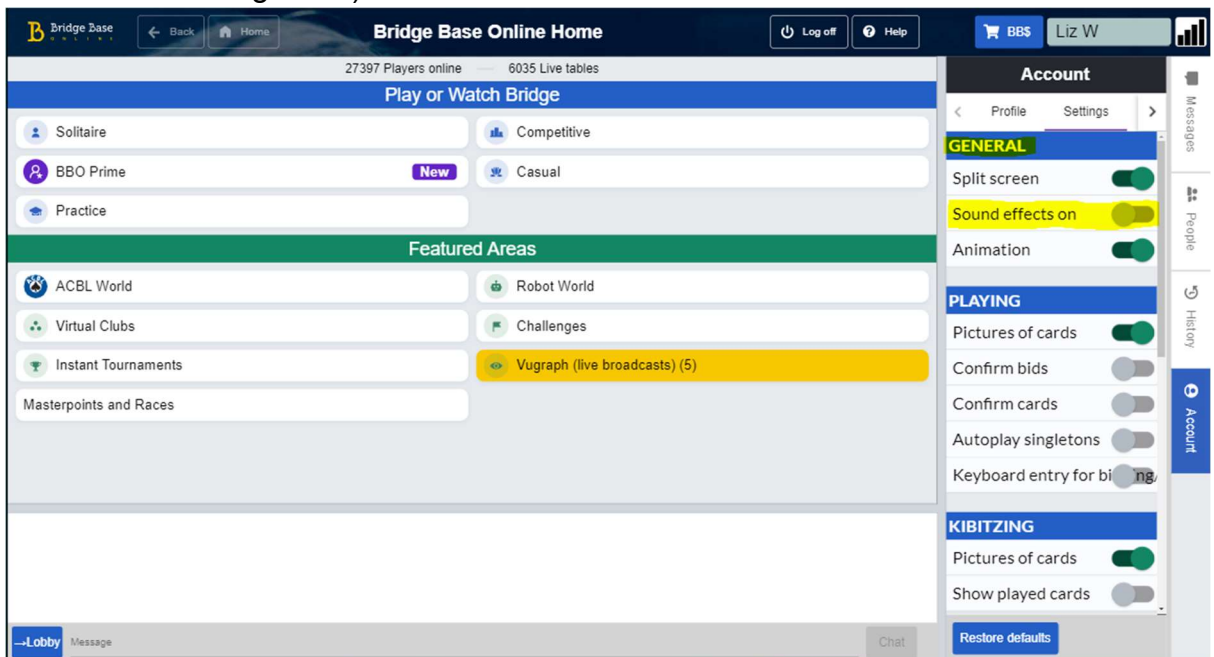 Bridge Base
ONLINE
Back
Home
Bridge Base Online Home
Log off
Help
BB$
Liz W
27397 Players online — 6035 Live tables
Play or Watch Bridge
Solitaire
Competitive
BBO Prime
New
Casual
Practice
Featured Areas
ACBL World
Robot World
Virtual Clubs
Challenges
Instant Tournaments
Vugraph (live broadcasts) (5)
Masterpoints and Races
→Lobby
Message
Chat
Account
Profile
Settings
GENERAL
Split screen
Sound effects on
Animation
PLAYING
Pictures of cards
Confirm bids
Confirm cards
Autoplay singletons
Keyboard entry for
KIBITZING
Pictures of cards
Show played cards
Restore defaults
Messages
People
History
Account